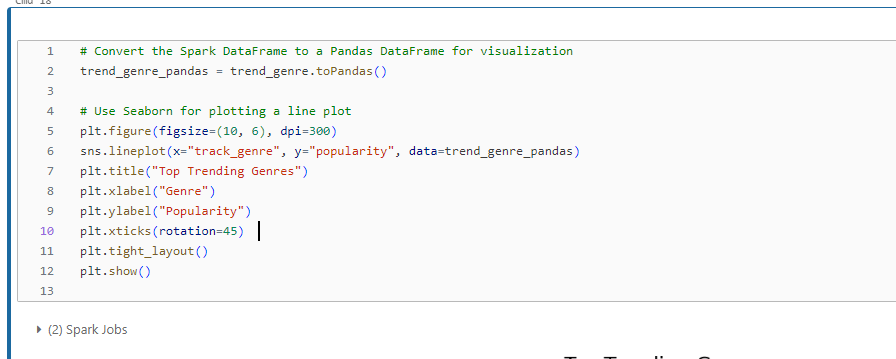 Cmd 18
1 # Convert the Spark DataFrame to a Pandas DataFrame for visualization
2 trend_genre_pandas = trend_genre.toPandas()
3
4 # Use Seaborn for plotting a line plot
5 plt.figure(figsize=(10, 6), dpi=300)
6 sns.lineplot(x="track_genre", y="popularity", data=trend_genre_pandas)
7 plt.title("Top Trending Genres")
8 plt.xlabel("Genre")
9 plt.ylabel("Popularity")
10 plt.xticks(rotation=45)
11 plt.tight_layout()
12 plt.show()
13
(2) Spark Jobs